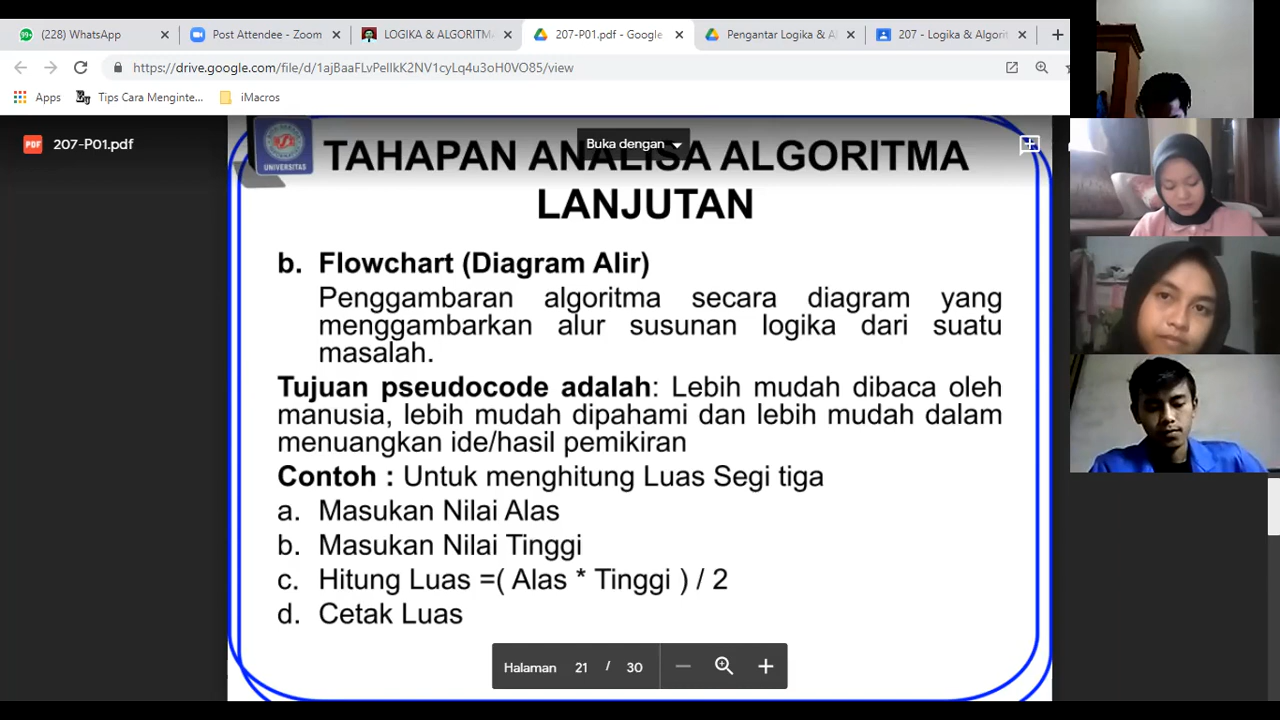 (228) WhatsApp
Post Attendee - Zoom
LOGIKA & ALGORITMA
207-P01.pdf - Google
Pengantar Logika & Al
207 - Logika & Algorit
https://drive.google.com/file/d/1ajBaaFLvPellkK2NV1cyLq4u3oH0VO85/view
Apps
Tips Cara Menginte...
iMacros
PDF
207-P01.pdf
Buka dengan
UNIVERSITAS
TAHAPAN ANALISA ALGORITMA
LANJUTAN
b. Flowchart (Diagram Alir)
Penggambaran algoritma secara diagram yang
menggambarkan alur susunan logika dari suatu
masalah.
Tujuan pseudocode adalah: Lebih mudah dibaca oleh
manusia, lebih mudah dipahami dan lebih mudah dalam
menuangkan ide/hasil pemikiran
Contoh : Untuk menghitung Luas Segi tiga
a. Masukan Nilai Alas
b. Masukan Nilai Tinggi
c. Hitung Luas =( Alas * Tinggi ) / 2
d. Cetak Luas
Halaman 21 / 30